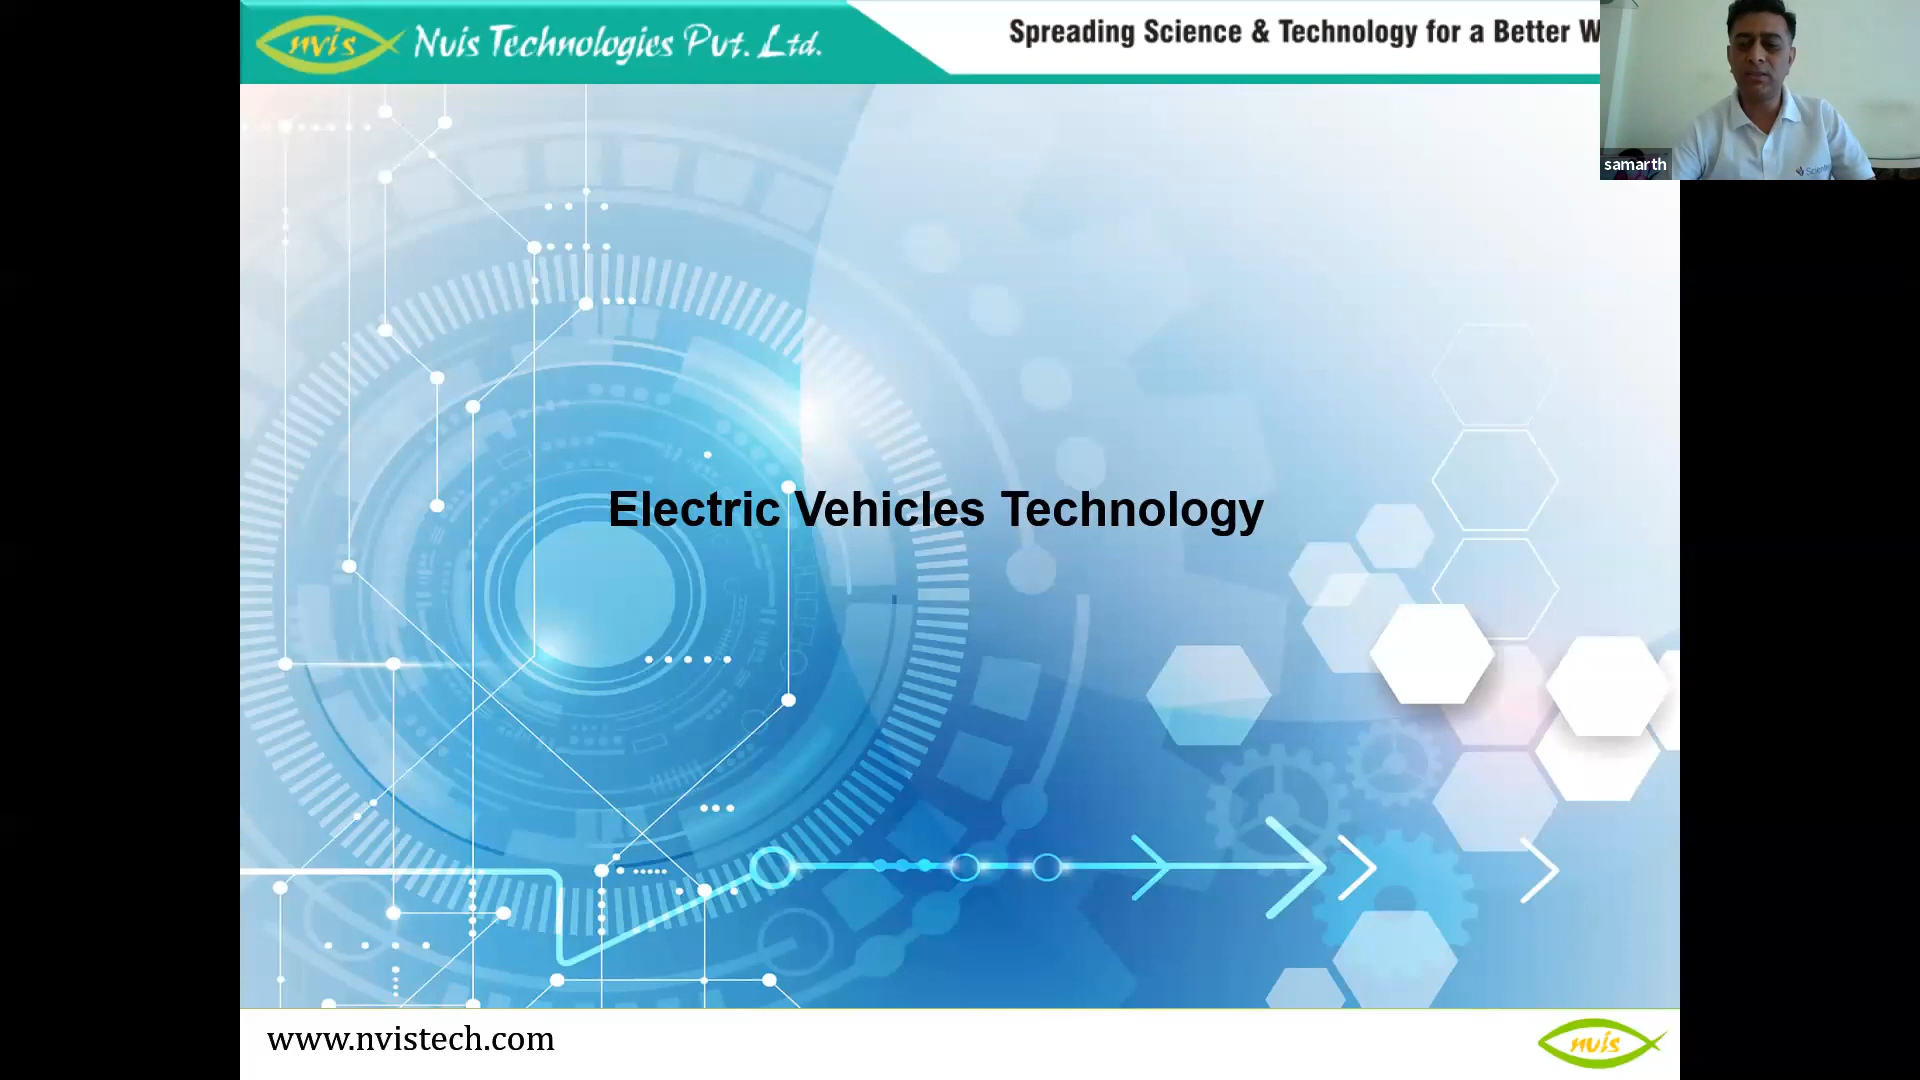 nvis Nvis Technologies Pvt. Ltd.
Spreading Science & Technology for a Better W
samarth
Electric Vehicles Technology
www.nvistech.com
nvis